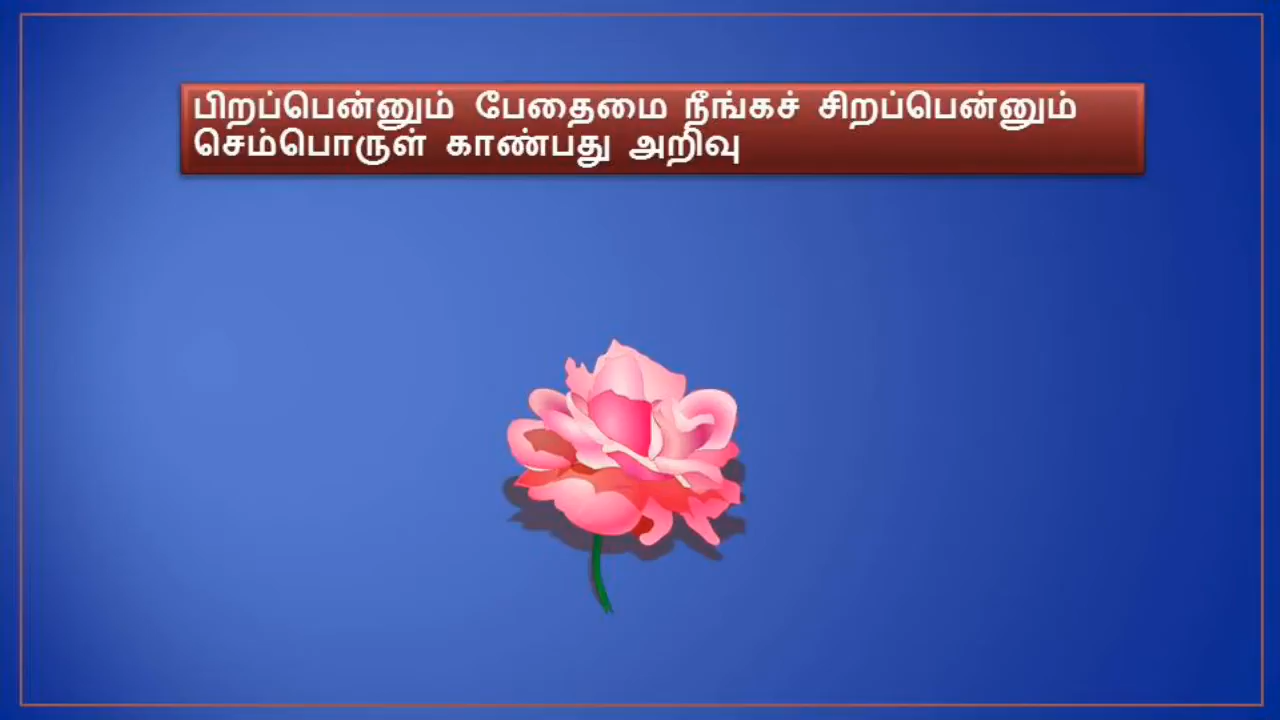 பிறப்பென்னும் பேதைமை நீங்கச் சிறப்பென்னும்
செம்பொருள் காண்பது அறிவு